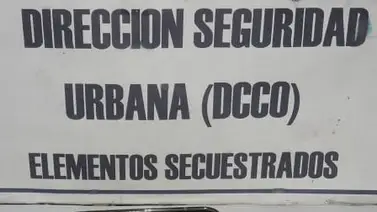 DIRECCION SEGURIDAD
URBANA (DCCO)
ELEMENTOS SECUESTRADOS